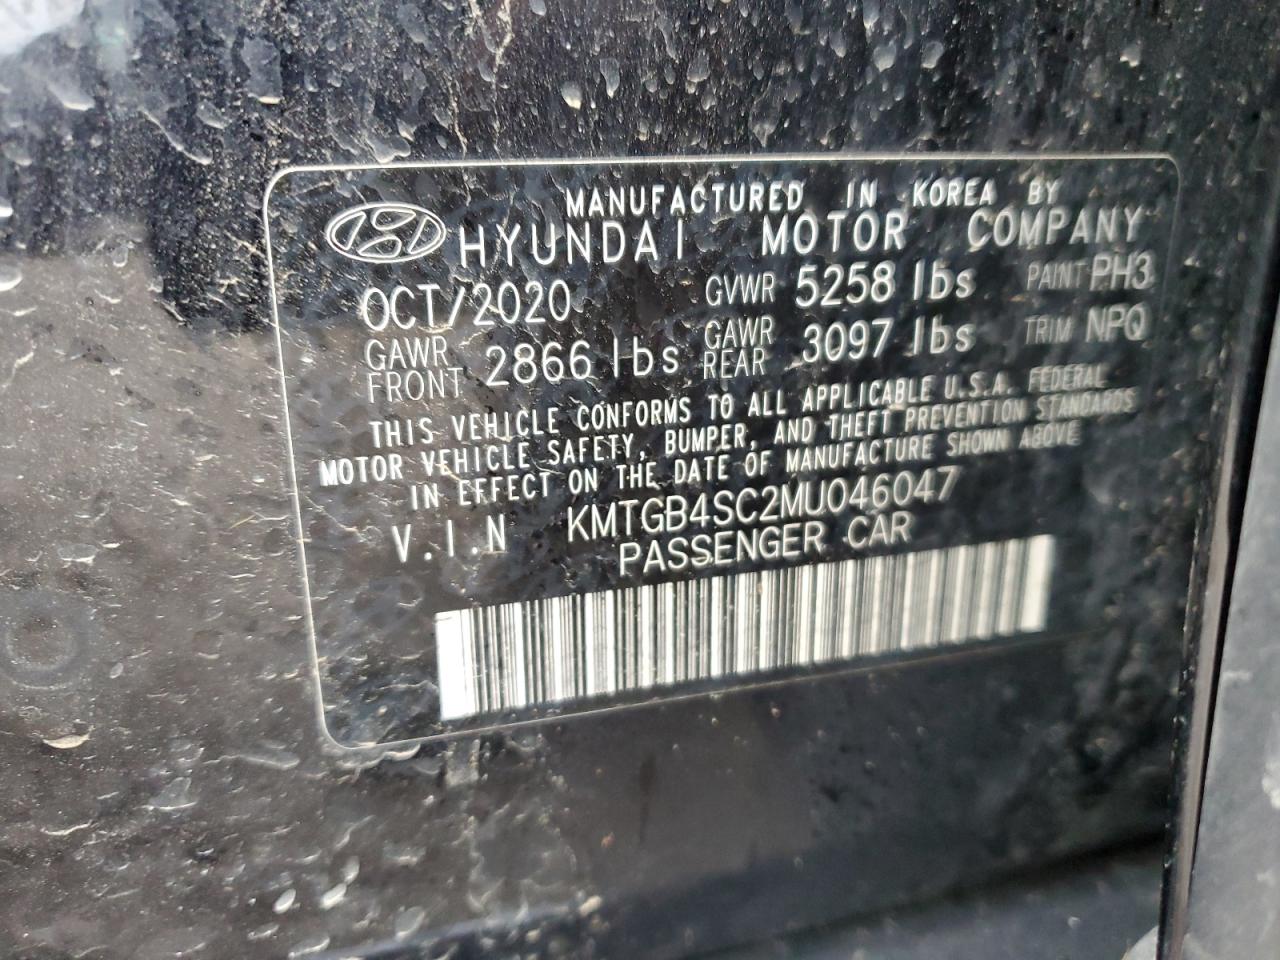 MANUFACTURED IN KOREA BY
HYUNDAI MOTOR COMPANY
OCT/2020 GVWR 5258 lbs PAINT PH3
GAWR FRONT 2866 lbs GAWR REAR 3097 lbs TRIM NPQ
THIS VEHICLE CONFORMS TO ALL APPLICABLE U.S.A. FEDERAL
MOTOR VEHICLE SAFETY, BUMPER, AND THEFT PREVENTION STANDARDS
IN EFFECT ON THE DATE OF MANUFACTURE SHOWN ABOVE
V.I.N KMTGB4SC2MU046047
PASSENGER CAR